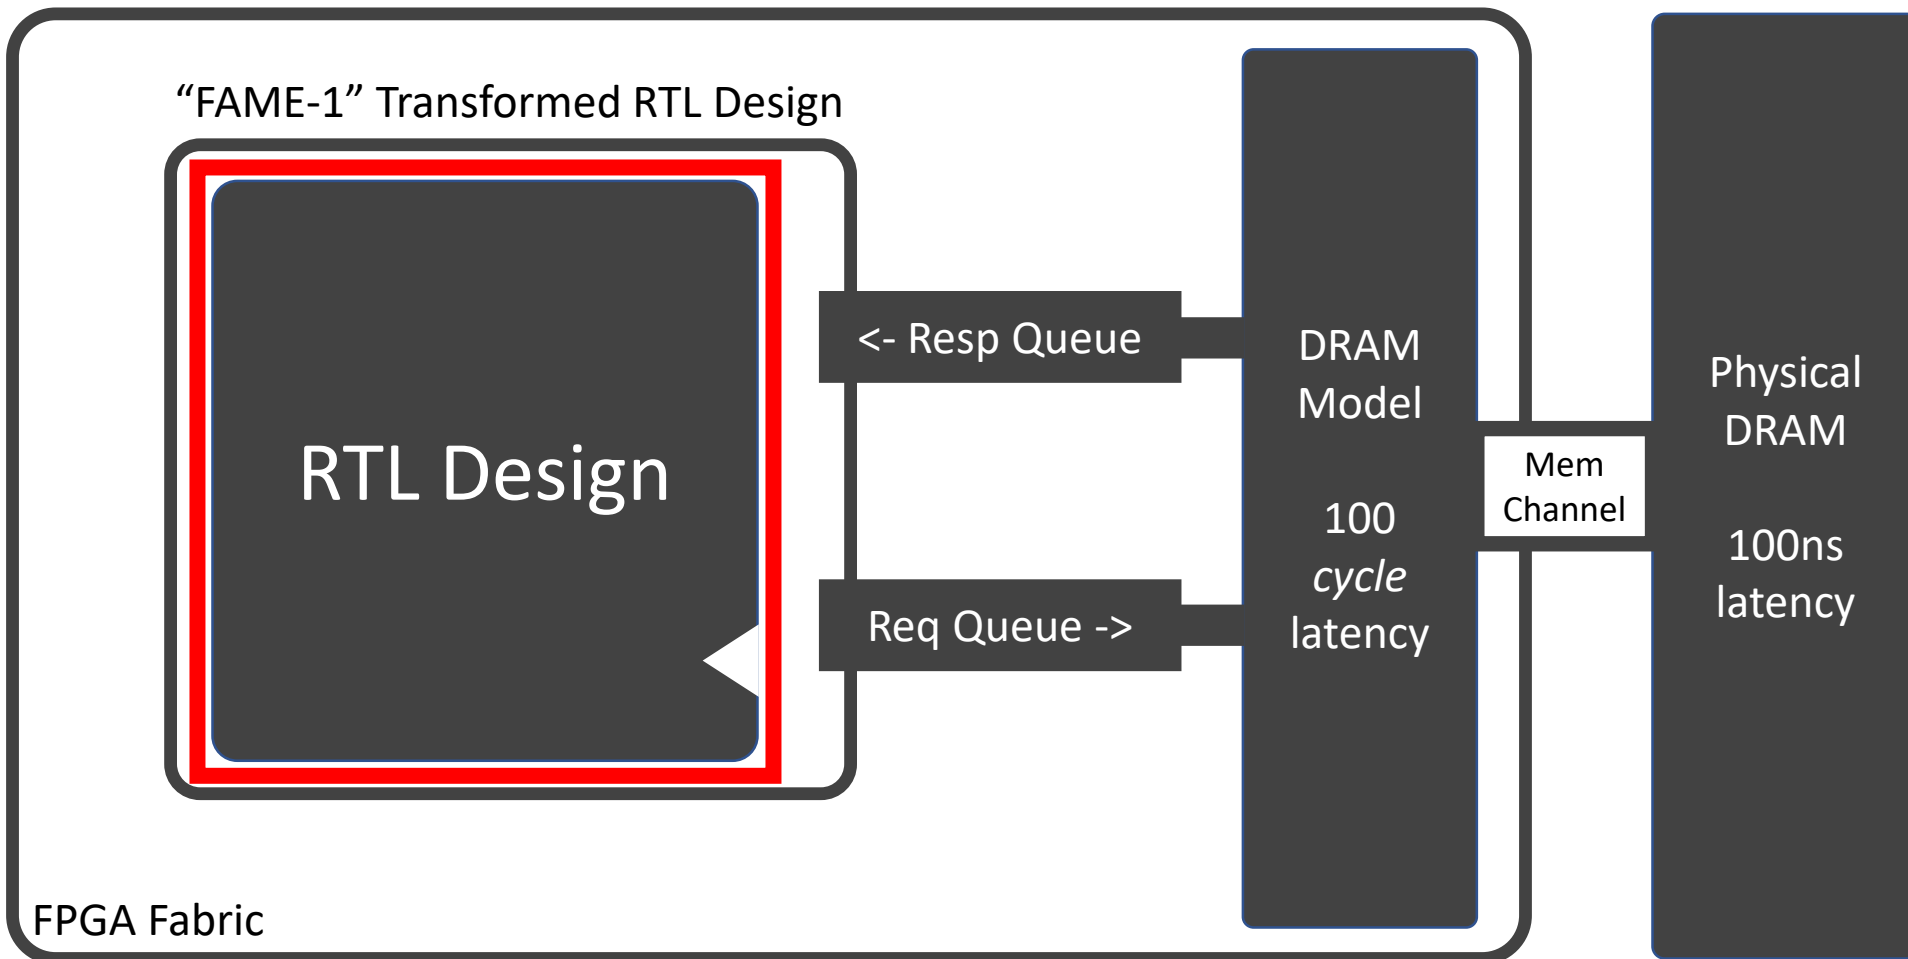 “FAME-1” Transformed RTL Design
RTL Design
<- Resp Queue
Req Queue ->
DRAM
Model
100
cycle
latency
Mem
Channel
Physical
DRAM
100ns
latency
FPGA Fabric